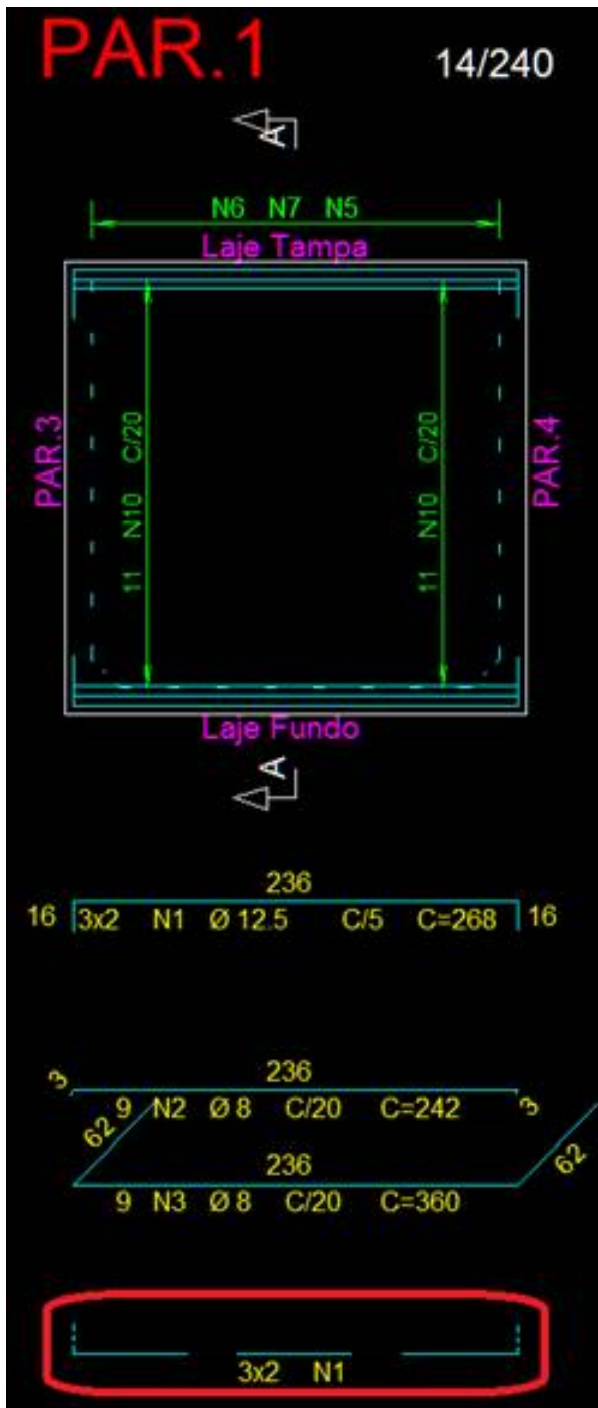 PAR.1
14/240
A
N6 N7 N5
Laje Tampa
PAR.3
11 N10 C/20
11 N10 C/20
PAR.4
Laje Fundo
A
236
16 3x2 N1 Ø 12.5 C/5 C=268 16
3 236
9 N2 Ø 8 C/20 C=242 3
62 236 62
9 N3 Ø 8 C/20 C=360
3x2 N1